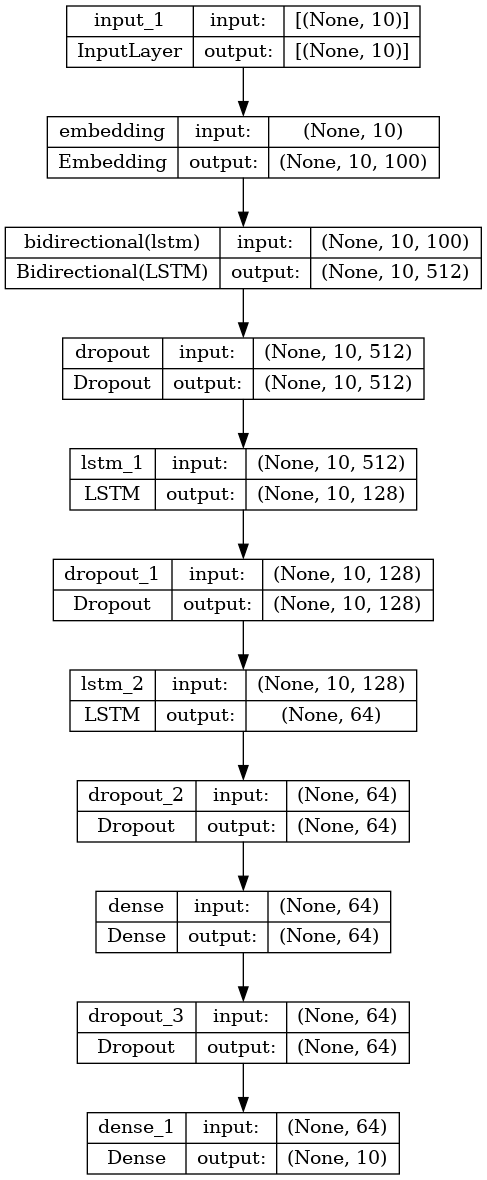 input_1 input: [(None, 10)]
InputLayer output: [(None, 10)]
embedding input: (None, 10)
Embedding output: (None, 10, 100)
bidirectional(lstm) input: (None, 10, 100)
Bidirectional(LSTM) output: (None, 10, 512)
dropout input: (None, 10, 512)
Dropout output: (None, 10, 512)
lstm_1 input: (None, 10, 512)
LSTM output: (None, 10, 128)
dropout_1 input: (None, 10, 128)
Dropout output: (None, 10, 128)
lstm_2 input: (None, 10, 128)
LSTM output: (None, 64)
dropout_2 input: (None, 64)
Dropout output: (None, 64)
dense input: (None, 64)
Dense output: (None, 64)
dropout_3 input: (None, 64)
Dropout output: (None, 64)
dense_1 input: (None, 64)
Dense output: (None, 10)